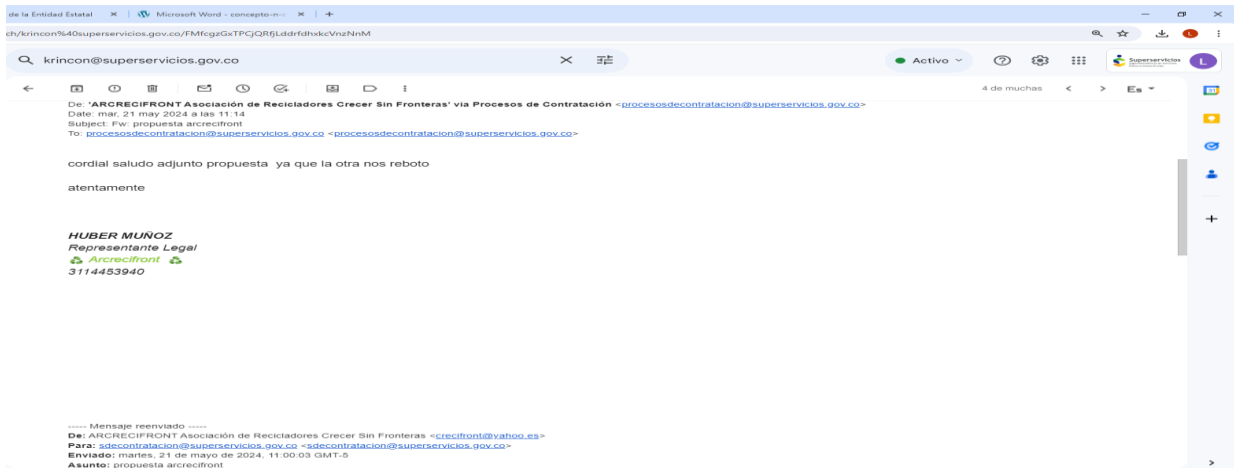 de la Entidad Estatal
Microsoft Word - concepto-n-c
ch/krincon%40superservicios.gov.co/FMfcgzGxTPCjQRfjLddrfdhxkcVnzNnM
krincon@superservicios.gov.co
Activo
Superservicios
L
4 de muchas
Es
De: 'ARCRECIFRONT Asociación de Recicladores Crecer Sin Fronteras' via Procesos de Contratación <procesosdecontratacion@superservicios.gov.co>
Date: mar, 21 may 2024 a las 11:14
Subject: Fw: propuesta arcrecifront
To: procesosdecontratacion@superservicios.gov.co <procesosdecontratacion@superservicios.gov.co>
cordial saludo adjunto propuesta ya que la otra nos reboto
atentamente
HUBER MUÑOZ
Representante Legal
Arcrecifront
3114453940
----- Mensaje reenviado -----
De: ARCRECIFRONT Asociación de Recicladores Crecer Sin Fronteras <crecifront@yahoo.es>
Para: sdecontratacion@superservicios.gov.co <sdecontratacion@superservicios.gov.co>
Enviado: martes, 21 de mayo de 2024, 11:00:03 GMT-5
Asunto: propuesta arcrecifront